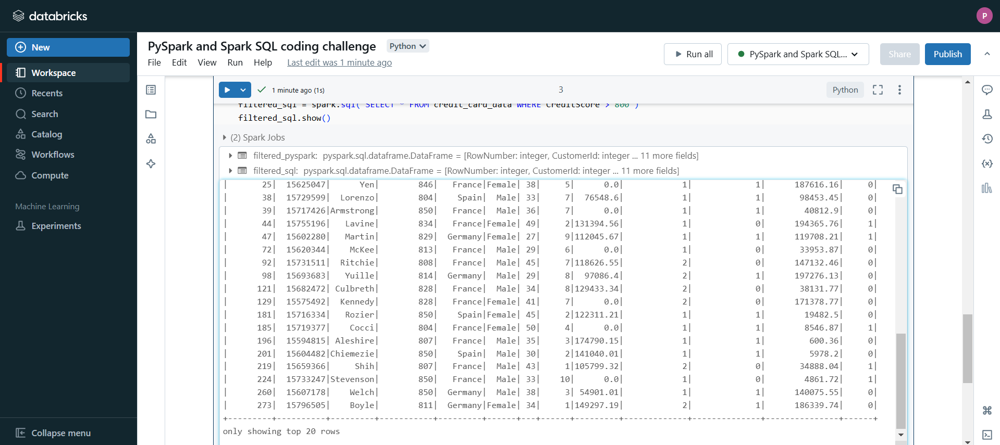 databricks
P
New
Workspace
Recents
Search
Catalog
Workflows
Compute
Machine Learning
Experiments
Collapse menu
PySpark and Spark SQL coding challenge Python
File Edit View Run Help Last edit was 1 minute ago
Run all PySpark and Spark SQL... Share Publish
1 minute ago (1s) 3 Python
filtered_sql = spark.sql("SELECT * FROM credit_card_data WHERE CreditScore > 800")
filtered_sql.show()
(2) Spark Jobs
filtered_pyspark: pyspark.sql.dataframe.DataFrame = [RowNumber: integer, CustomerId: integer ... 11 more fields]
filtered_sql: pyspark.sql.dataframe.DataFrame = [RowNumber: integer, CustomerId: integer ... 11 more fields]
| 25| 15625047| Yen| 846| France|Female| 38| 5| 0.0| 1| 1| 187616.16| 0|
| 38| 15729599| Lorenzo| 804| Spain| Male| 33| 7| 76548.6| 1| 1| 98453.45| 0|
| 39| 15717426|Armstrong| 850| France| Male| 36| 7| 0.0| 1| 1| 40812.9| 0|
| 44| 15755196| Lavine| 834| France|Female| 49| 2|131394.56| 1| 0| 194365.76| 1|
| 47| 15602280| Martin| 829| Germany|Female| 27| 9|112045.67| 1| 1| 119708.21| 1|
| 72| 15620344| McKee| 813| France| Male| 29| 6| 0.0| 1| 0| 33953.87| 0|
| 92| 15731511| Ritchie| 808| France| Male| 45| 7|118626.55| 2| 0| 147132.46| 0|
| 98| 15693683| Yuille| 814| Germany| Male| 29| 8| 97086.4| 2| 1| 197276.13| 0|
| 121| 15682472| Culbreth| 828| France| Male| 34| 8|129433.34| 2| 0| 38131.77| 0|
| 129| 15575492| Kennedy| 828| France|Female| 41| 7| 0.0| 2| 0| 171378.77| 0|
| 181| 15716334| Rozier| 850| Spain|Female| 45| 2|122311.21| 1| 1| 19482.5| 0|
| 185| 15719377| Cocci| 804| France|Female| 50| 4| 0.0| 1| 1| 8546.87| 1|
| 196| 15594815| Aleshire| 807| France| Male| 35| 3|174790.15| 1| 1| 600.36| 0|
| 201| 15604482|Chiemezie| 850| Spain| Male| 30| 2|141040.01| 1| 1| 5978.2| 0|
| 219| 15659366| Shih| 807| France| Male| 43| 1|105799.32| 2| 0| 34888.04| 1|
| 224| 15733247|Stevenson| 850| France| Male| 33| 10| 0.0| 1| 0| 4861.72| 1|
| 260| 15607178| Welch| 850| Germany| Male| 38| 3| 54901.01| 1| 1| 140075.55| 0|
| 273| 15796505| Boyle| 811| Germany|Female| 34| 1|149297.19| 2| 1| 186339.74| 0|
+---------+----------+---------+-----------+---------+------+---+------+---------+-------------+--------------+---------------+------+
only showing top 20 rows